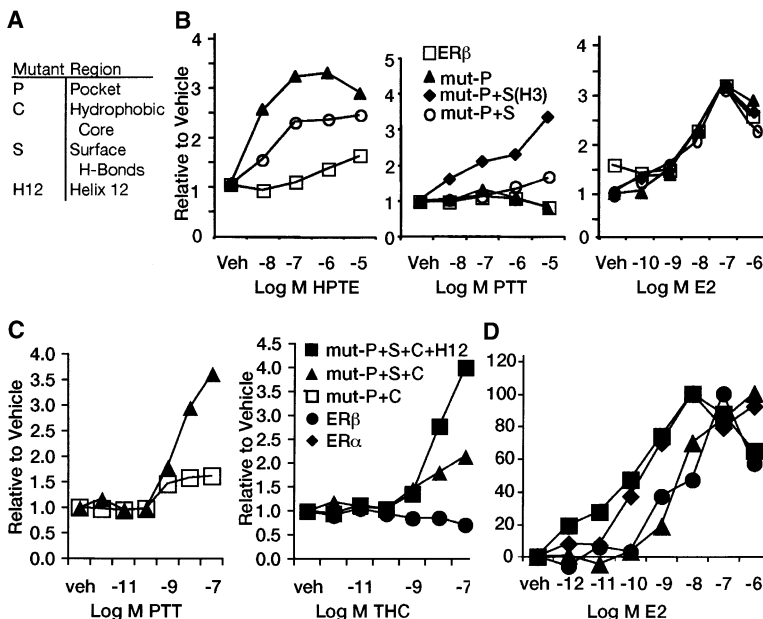 A
Mutant Region
P Pocket
C Hydrophobic
Core
S Surface
H-Bonds
H12 Helix 12
B
Relative to Vehicle
4
3
2
1
0
Veh -8 -7 -6 -5
Log M HPTE
5
4
3
2
1
0
ERβ
mut-P
mut-P+S(H3)
mut-P+S
Veh -8 -7 -6 -5
Log M PTT
4
3
2
1
0
Veh -10 -9 -8 -7 -6
Log M E2
C
Relative to Vehicle
4.0
3.5
3.0
2.5
2.0
1.5
1.0
0.5
0.0
veh -11 -9 -7
Log M PTT
Relative to Vehicle
4.5
4.0
3.5
3.0
2.5
2.0
1.5
1.0
0.5
0.0
mut-P+S+C+H12
mut-P+S+C
mut-P+C
ERβ
ERα
veh -11 -9 -7
Log M THC
D
120
100
80
60
40
20
0
veh -12 -11 -10 -9 -8 -7 -6
Log M E2